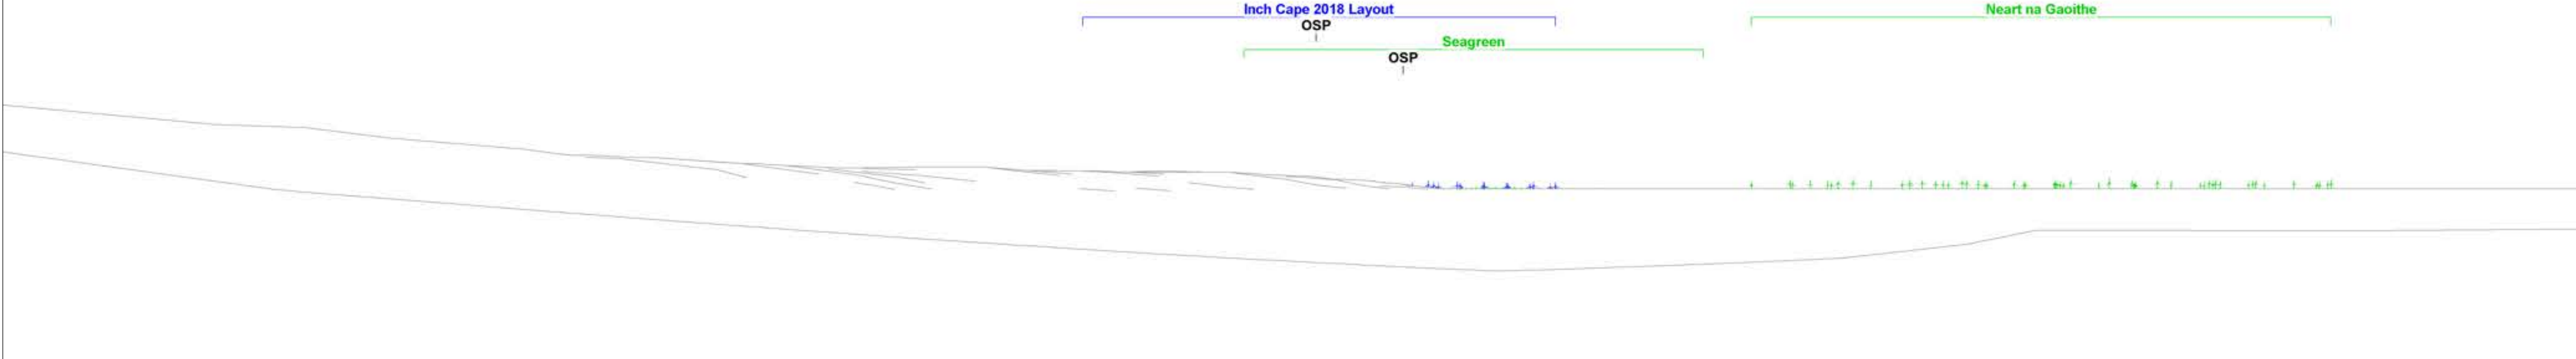 Inch Cape 2018 Layout
OSP
Seagreen
OSP
Neart na Gaoithe